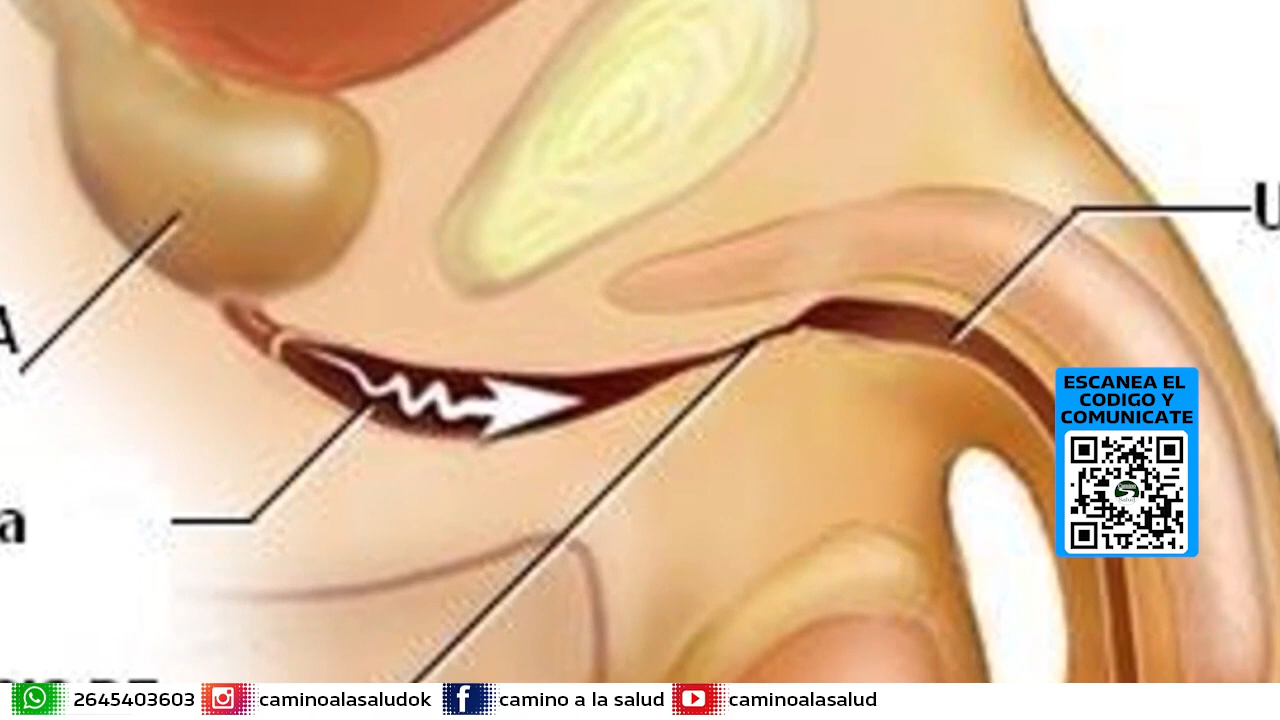 U
A
ESCANEA EL
CODIGO Y
COMUNICATE
a
2645403603 caminoalasaludok camino a la salud caminoalasalud